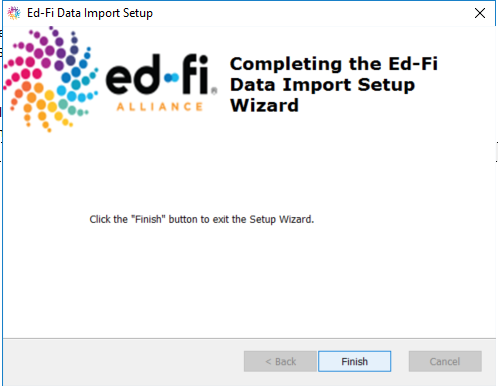 Ed-Fi Data Import Setup
ed-fi®
ALLIANCE
Completing the Ed-Fi
Data Import Setup
Wizard
Click the "Finish" button to exit the Setup Wizard.
< Back
Finish
Cancel